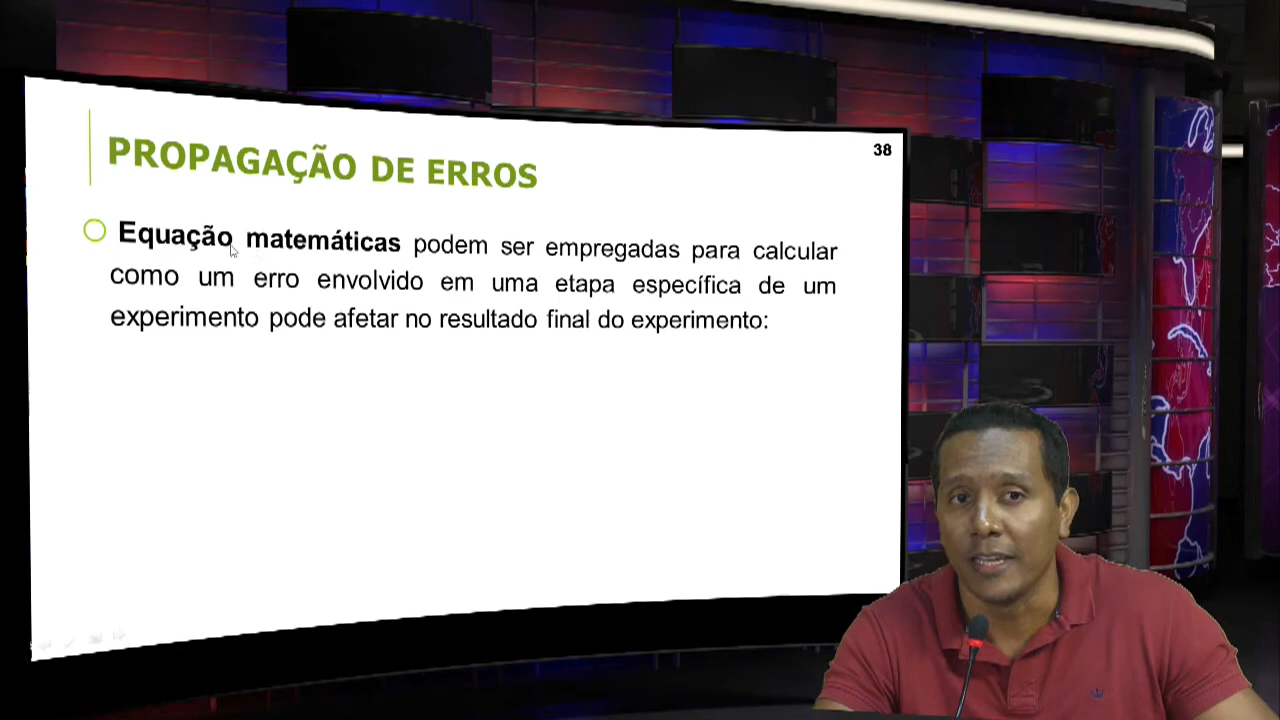 38
PROPAGAÇÃO DE ERROS
Equação matemáticas podem ser empregadas para calcular
como um erro envolvido em uma etapa específica de um
experimento pode afetar no resultado final do experimento: